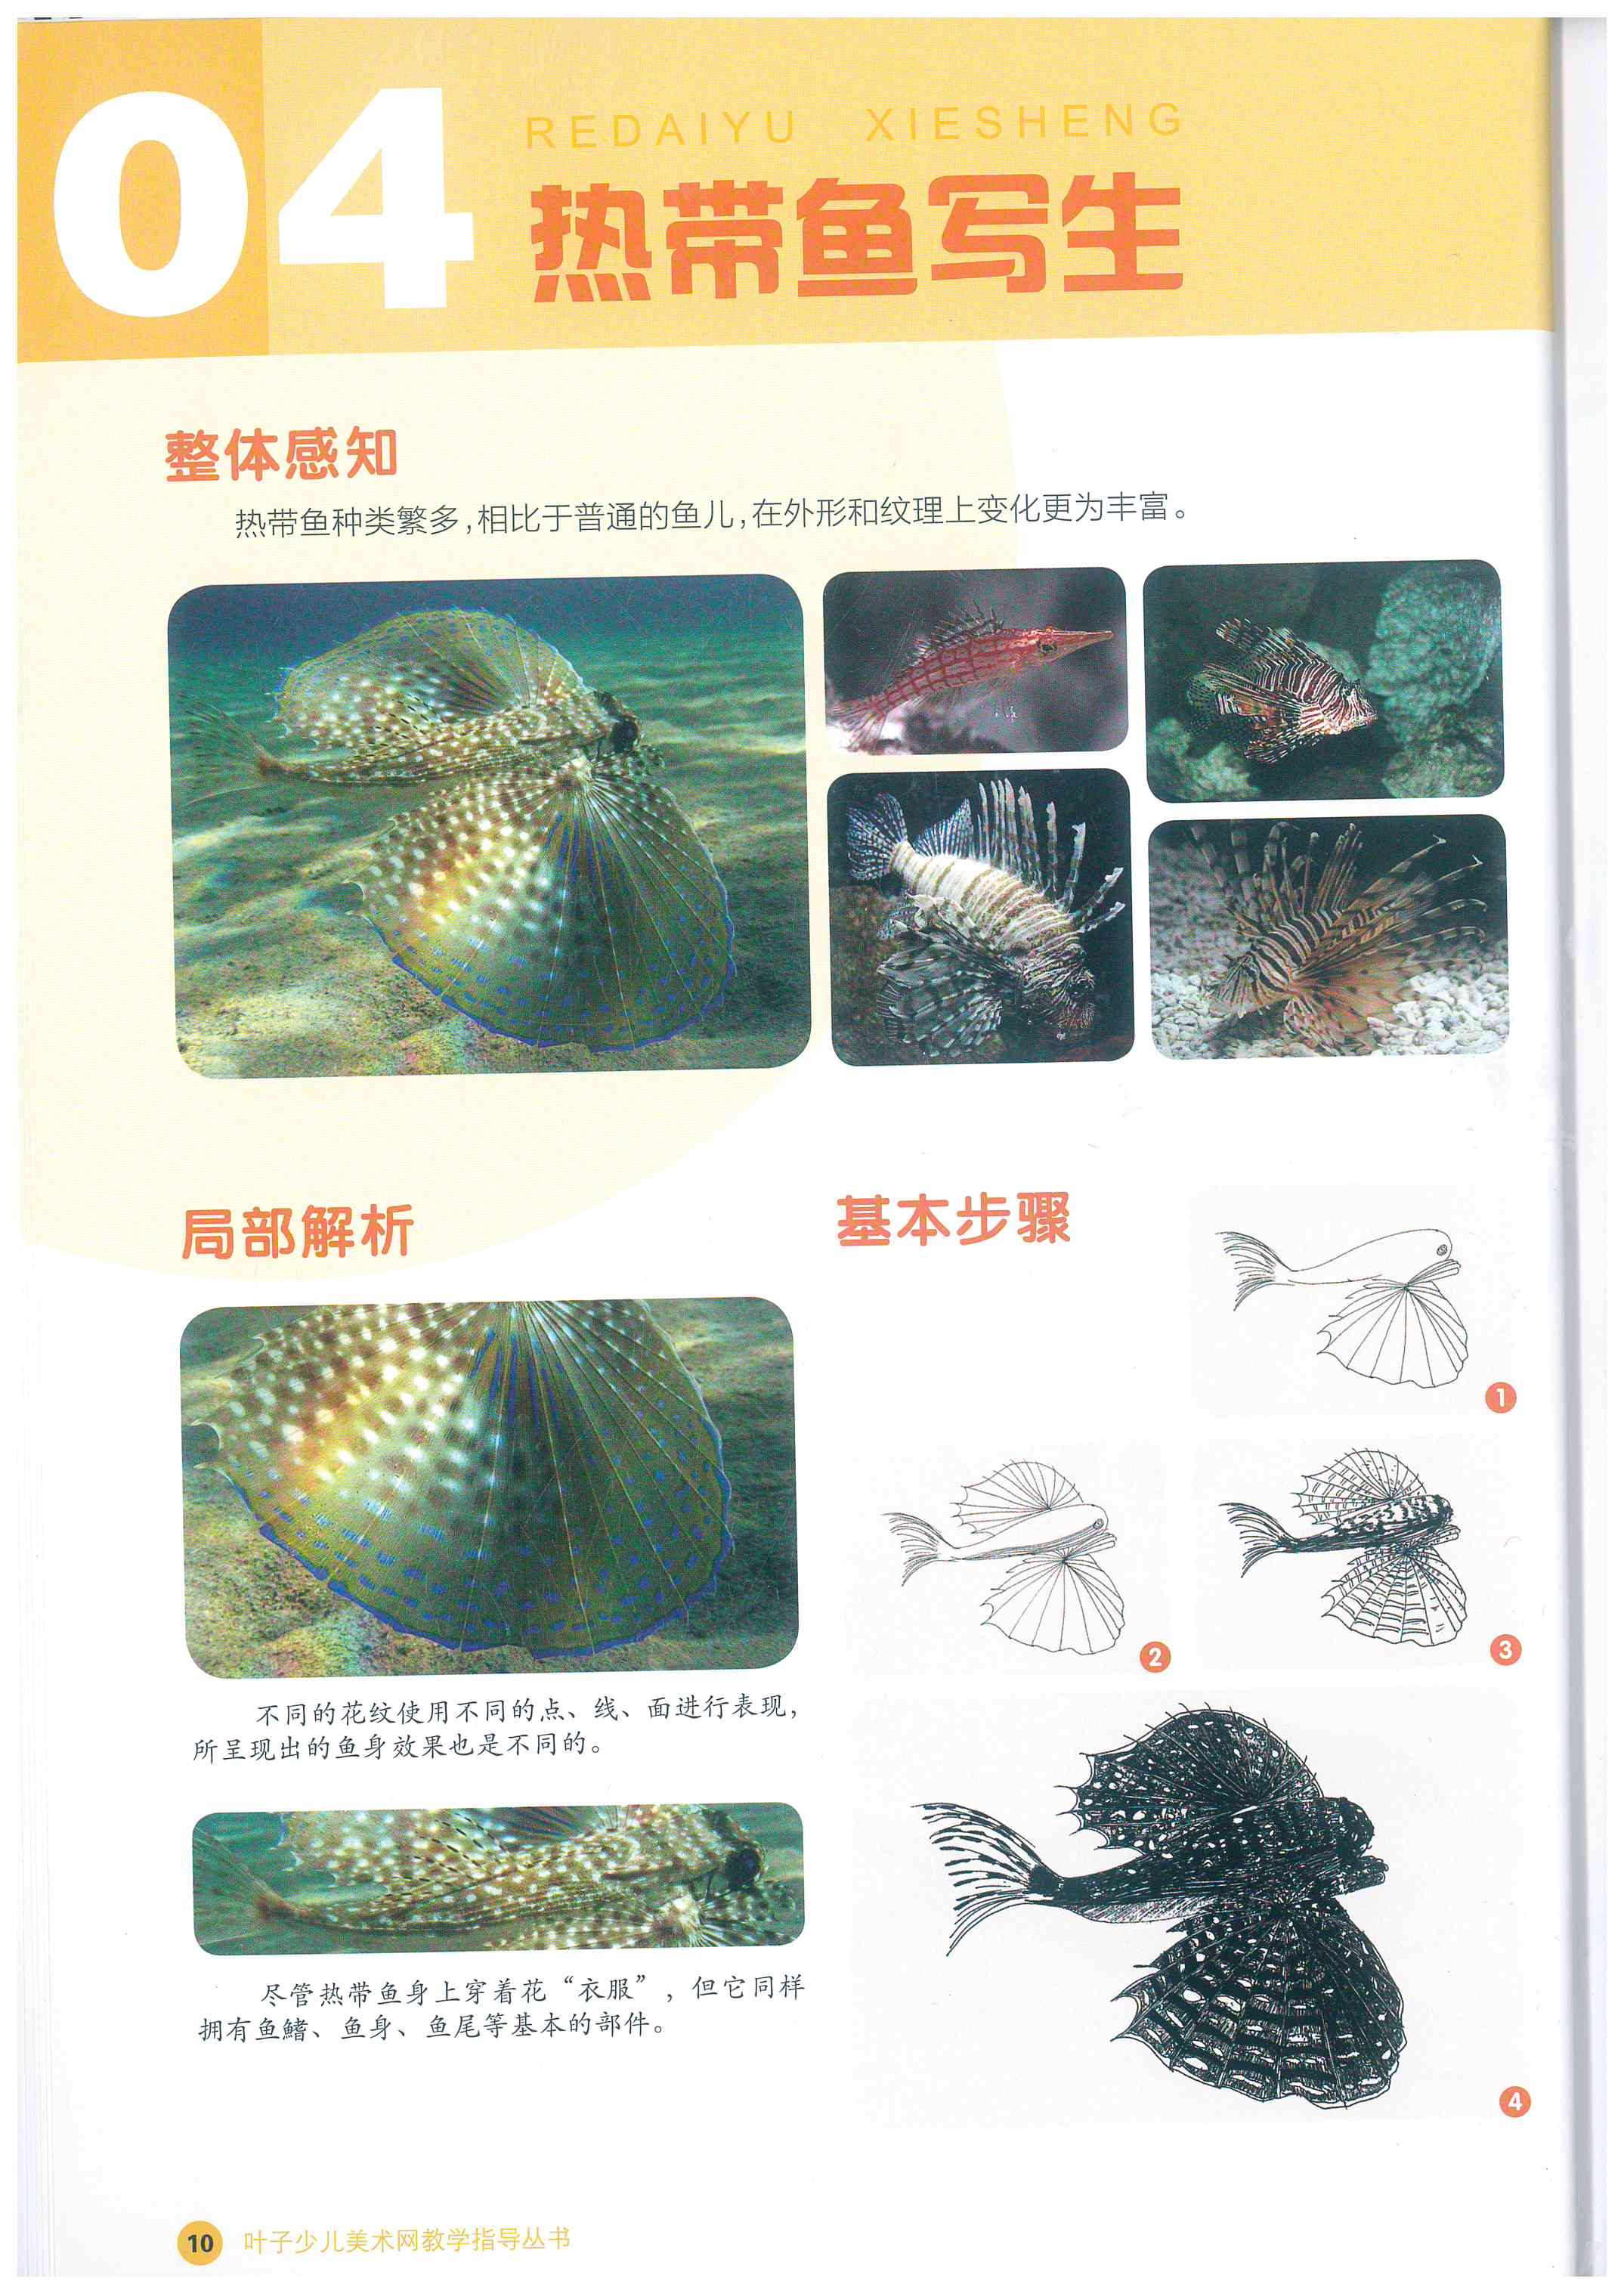 04
REDAIYU XIESHENG
热带鱼写生
整体感知
热带鱼种类繁多,相比于普通的鱼儿,在外形和纹理上变化更为丰富。
局部解析
不同的花纹使用不同的点、线、面进行表现,
所呈现出的鱼身效果也是不同的。
尽管热带鱼身上穿着花“衣服”，但它同样
拥有鱼鳍、鱼身、鱼尾等基本的部件。
基本步骤
1
2
3
4
10 叶子少儿美术网教学指导丛书